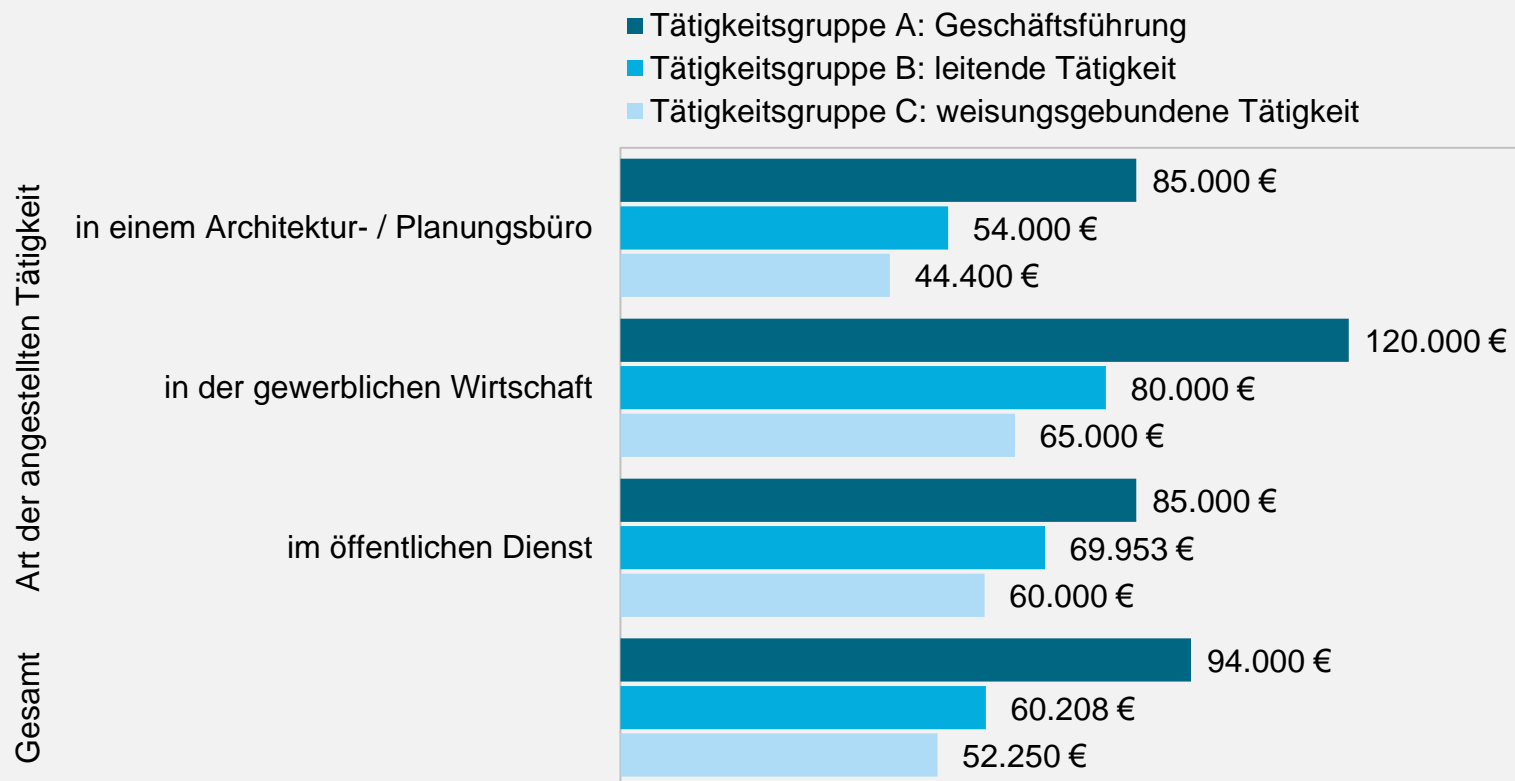 Tätigkeitsgruppe A: Geschäftsführung
Tätigkeitsgruppe B: leitende Tätigkeit
Tätigkeitsgruppe C: weisungsgebundene Tätigkeit
Art der angestellten Tätigkeit
in einem Architektur- / Planungsbüro
85.000 €
54.000 €
44.400 €
in der gewerblichen Wirtschaft
120.000 €
80.000 €
65.000 €
im öffentlichen Dienst
85.000 €
69.953 €
60.000 €
Gesamt
94.000 €
60.208 €
52.250 €